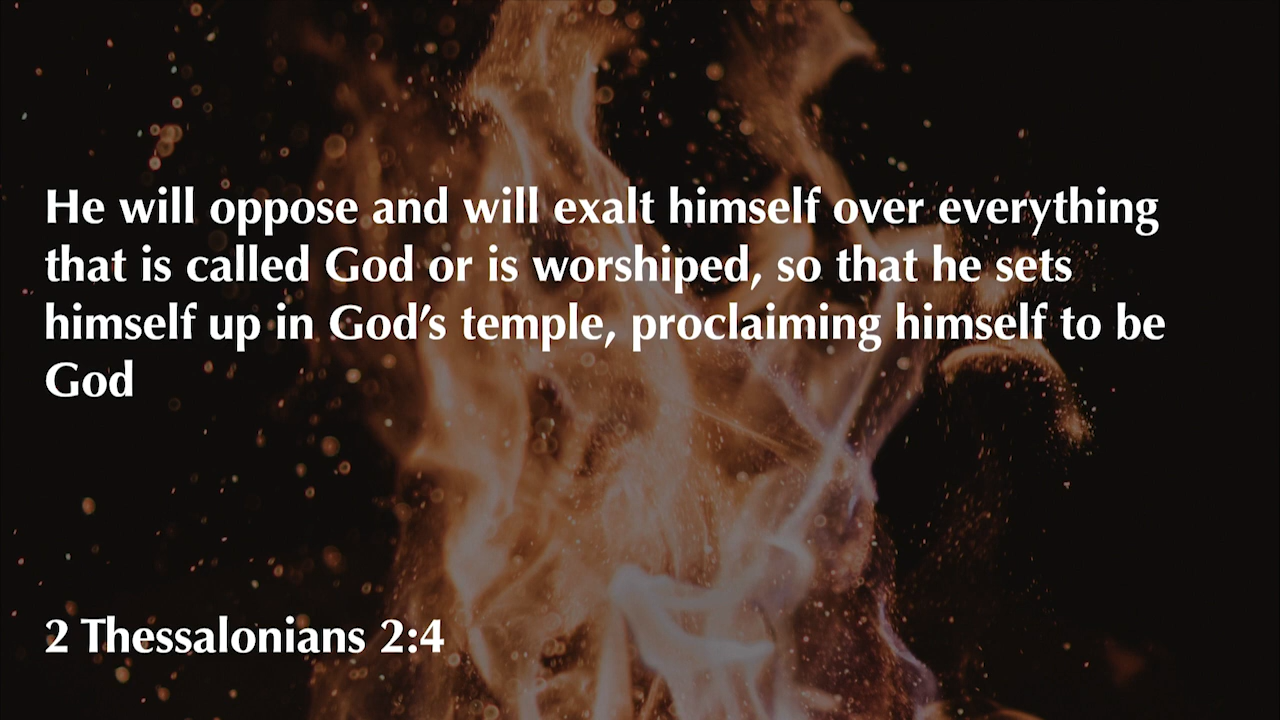 He will oppose and will exalt himself over everything
that is called God or is worshiped, so that he sets
himself up in God’s temple, proclaiming himself to be
God
2 Thessalonians 2:4